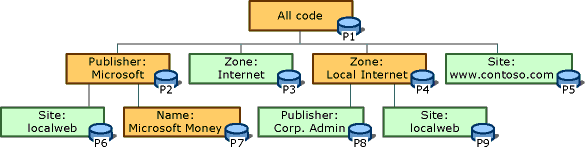 All code
P1
Publisher:
Microsoft
P2
Zone:
Internet
P3
Zone:
Local Internet
P4
Site:
www.contoso.com
P5
Site:
localweb
P6
Name:
Microsoft Money
P7
Publisher:
Corp. Admin
P8
Site:
localweb
P9